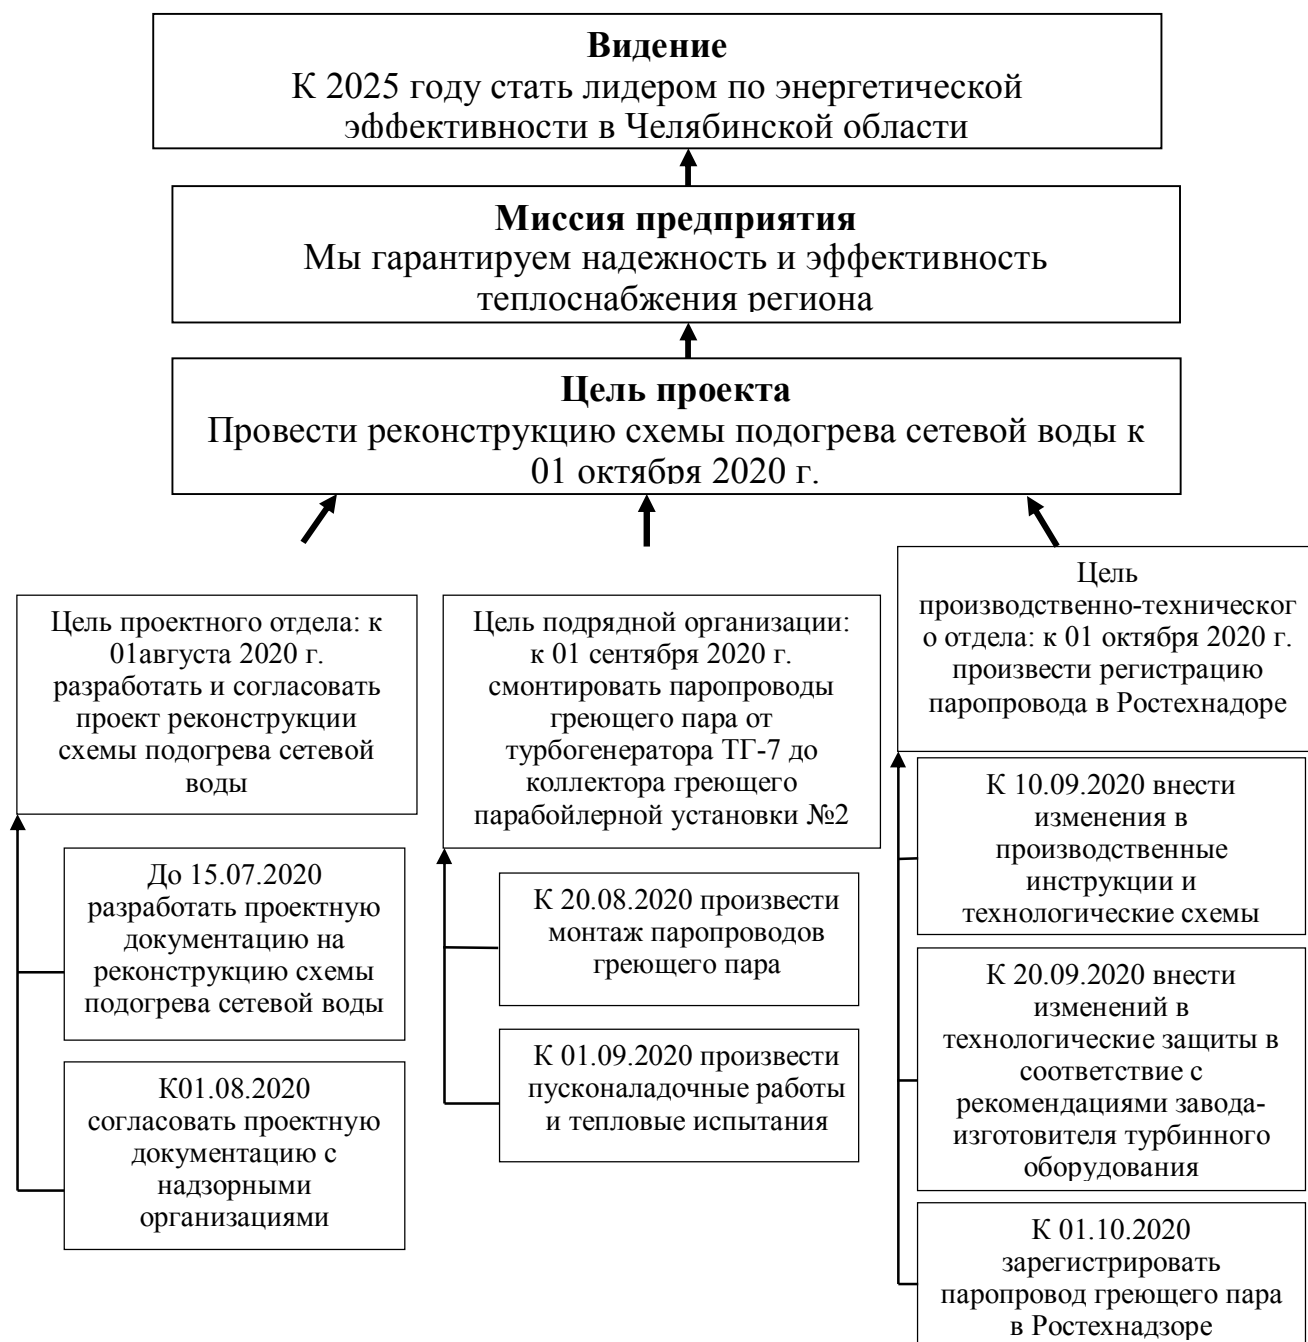 Видение
К 2025 году стать лидером по энергетической
эффективности в Челябинской области
Миссия предприятия
Мы гарантируем надежность и эффективность
теплоснабжения региона
Цель проекта
Провести реконструкцию схемы подогрева сетевой воды к
01 октября 2020 г.
Цель проектного отдела: к
01августа 2020 г.
разработать и согласовать
проект реконструкции
схемы подогрева сетевой
воды
До 15.07.2020
разработать проектную
документацию на
реконструкцию схемы
подогрева сетевой воды
К01.08.2020
согласовать проектную
документацию с
надзорными
организациями
Цель подрядной организации:
к 01 сентября 2020 г.
смонтировать паропроводы
греющего пара от
турбогенератора ТГ-7 до
коллектора греющего
парабойлерной установки №2
К 20.08.2020 произвести
монтаж паропроводов
греющего пара
К 01.09.2020 произвести
пусконаладочные работы
и тепловые испытания
Цель
производственно-техническог
о отдела: к 01 октября 2020 г.
произвести регистрацию
паропровода в Ростехнадоре
К 10.09.2020 внести
изменения в
производственные
инструкции и
технологические схемы
К 20.09.2020 внести
изменений в
технологические защиты в
соответствие с
рекомендациями завода-
изготовителя турбинного
оборудования
К 01.10.2020
зарегистрировать
паропровод греющего пара
в Ростехнадзоре